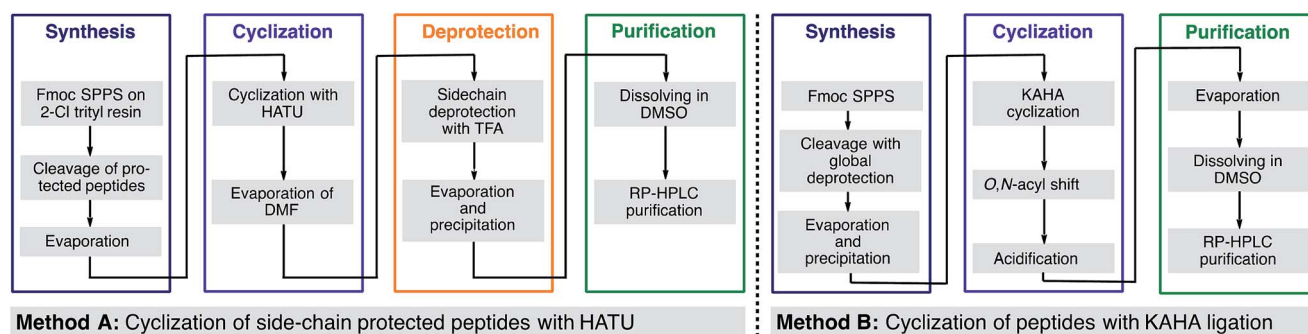 Synthesis
Fmoc SPPS on
2-Cl trityl resin
Cleavage of pro-
tected peptides
Evaporation
Cyclization
Cyclization with
HATU
Evaporation of
DMF
Deprotection
Sidechain
deprotection
with TFA
Evaporation
and
precipitation
Purification
Dissolving in
DMSO
RP-HPLC
purification
Method A: Cyclization of side-chain protected peptides with HATU
Synthesis
Fmoc SPPS
Cleavage with
global
deprotection
Evaporation
and
precipitation
Cyclization
KAHA
cyclization
O,N-acyl shift
Acidification
Purification
Evaporation
Dissolving in
DMSO
RP-HPLC
purification
Method B: Cyclization of peptides with KAHA ligation